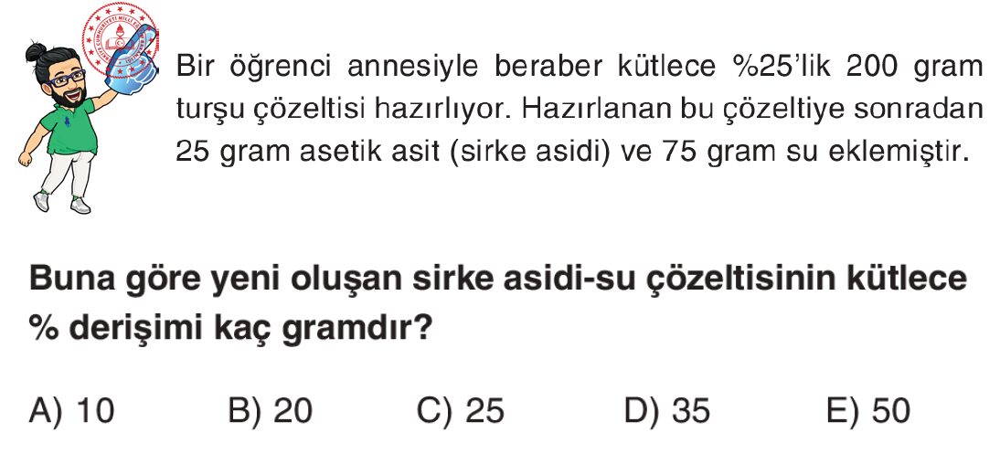 Bir öğrenci annesiyle beraber kütlece %25'lik 200 gram
turşu çözeltisi hazırlıyor. Hazırlanan bu çözeltiye sonradan
25 gram asetik asit (sirke asidi) ve 75 gram su eklemiştir.
Buna göre yeni oluşan sirke asidi-su çözeltisinin kütlece
% derişimi kaç gramdır?
A) 10 B) 20 C) 25 D) 35 E) 50